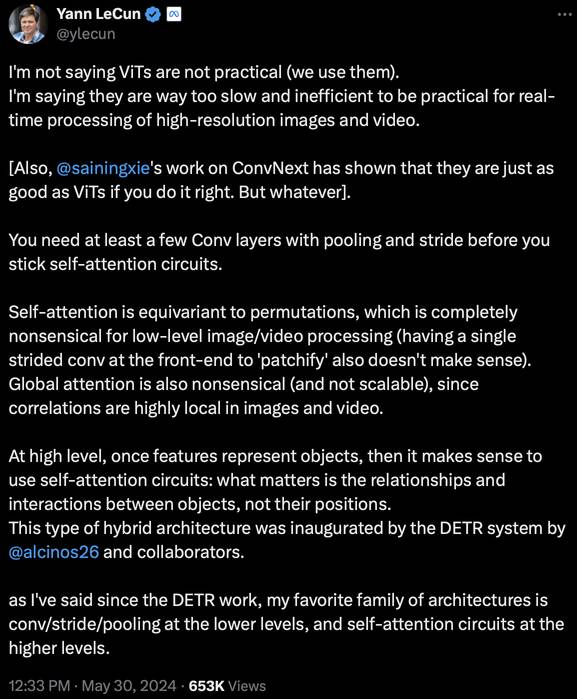 Yann LeCun
@ylecun
I'm not saying ViTs are not practical (we use them).
I'm saying they are way too slow and inefficient to be practical for real-
time processing of high-resolution images and video.
[Also, @sainingxie's work on ConvNext has shown that they are just as
good as ViTs if you do it right. But whatever].
You need at least a few Conv layers with pooling and stride before you
stick self-attention circuits.
Self-attention is equivariant to permutations, which is completely
nonsensical for low-level image/video processing (having a single
strided conv at the front-end to 'patchify' also doesn't make sense).
Global attention is also nonsensical (and not scalable), since
correlations are highly local in images and video.
At high level, once features represent objects, then it makes sense to
use self-attention circuits: what matters is the relationships and
interactions between objects, not their positions.
This type of hybrid architecture was inaugurated by the DETR system by
@alcinos26 and collaborators.
as I've said since the DETR work, my favorite family of architectures is
conv/stride/pooling at the lower levels, and self-attention circuits at the
higher levels.
12:33 PM · May 30, 2024 · 653K Views